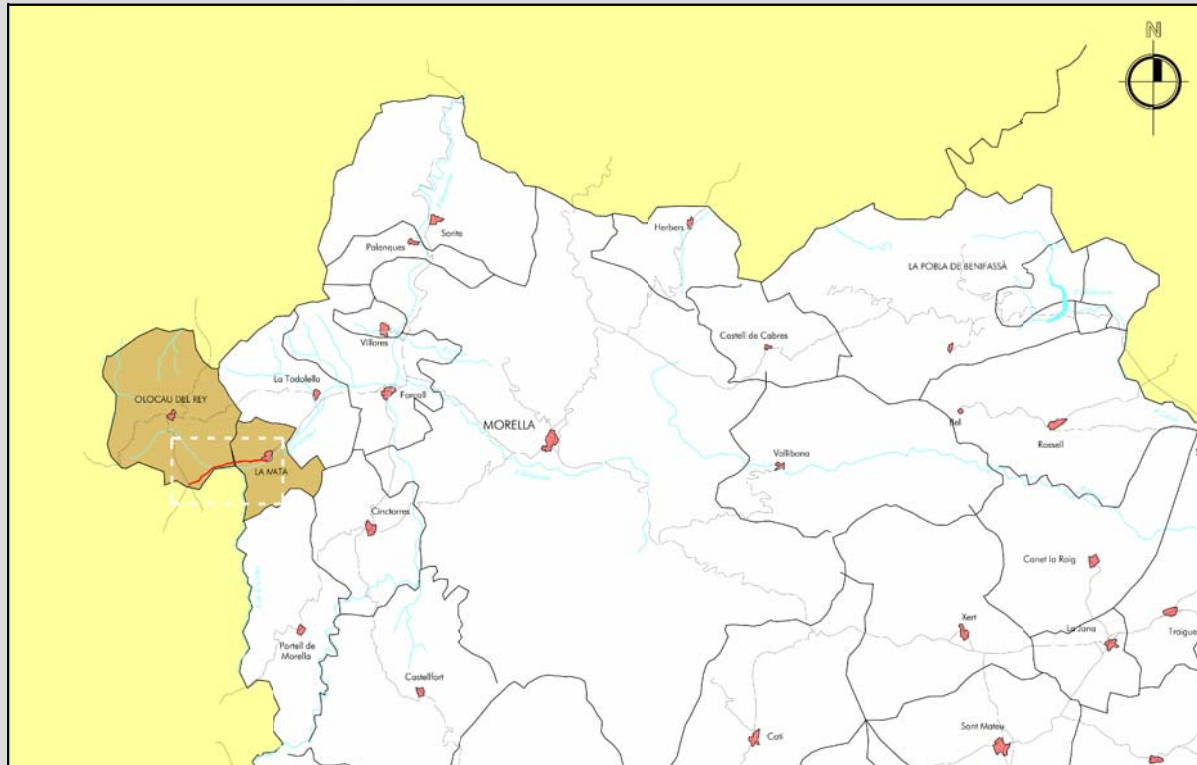 N
Sorita
Palanques
Herbers
LA POBLA DE BENIFASSÀ
Villores
Castell de Cabres
La Todolella
OLOCAU DEL REY
Forcall
MORELLA
Bel
Rossell
LA MATA
Vallibona
Cinctorres
Canet lo Roig
Xert
La Jana
Traigue
Portell de
Morella
Castellfort
Sant Mateu
Catí